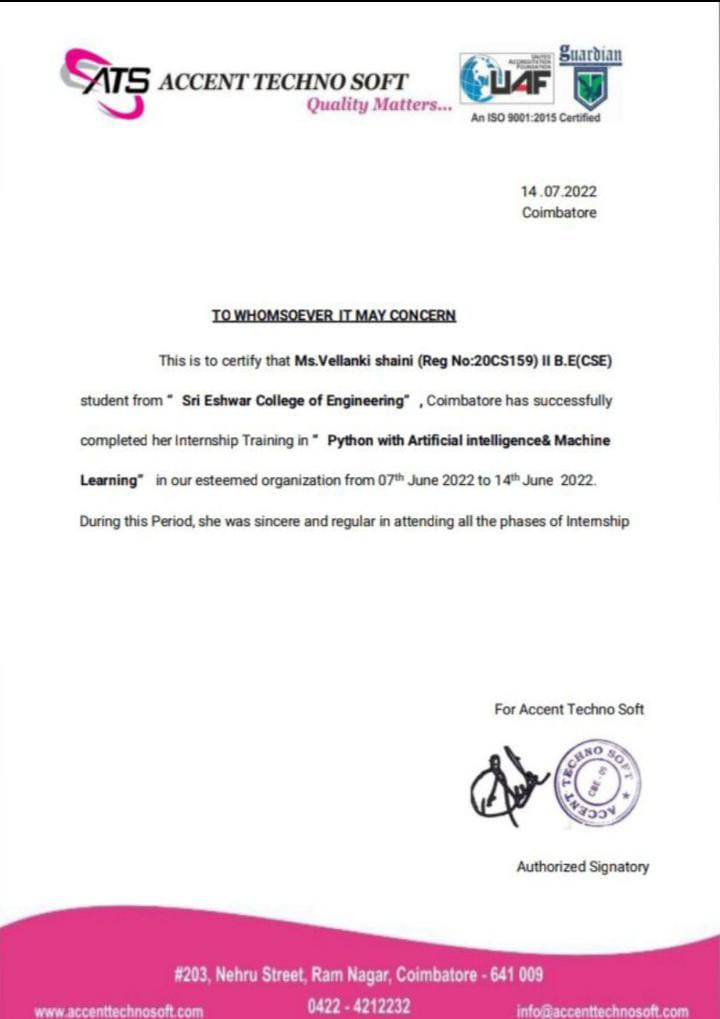 ATS ACCENT TECHNO SOFT
Quality Matters...
UNITED ACCREDITATION FOUNDATION
UAF
Guardian
An ISO 9001:2015 Certified
14 .07.2022
Coimbatore
TO WHOMSOEVER IT MAY CONCERN
This is to certify that Ms.Vellanki shaini (Reg No:20CS159) II B.E(CSE)
student from “ Sri Eshwar College of Engineering” , Coimbatore has successfully
completed her Internship Training in “ Python with Artificial intelligence& Machine
Learning” in our esteemed organization from 07th June 2022 to 14th June 2022.
During this Period, she was sincere and regular in attending all the phases of Internship
For Accent Techno Soft
ACCENT TECHNO SOFT ★
CBE - 09
Authorized Signatory
#203, Nehru Street, Ram Nagar, Coimbatore - 641 009
www.accenttechnosoft.com
0422 - 4212232
info@accenttechnosoft.com